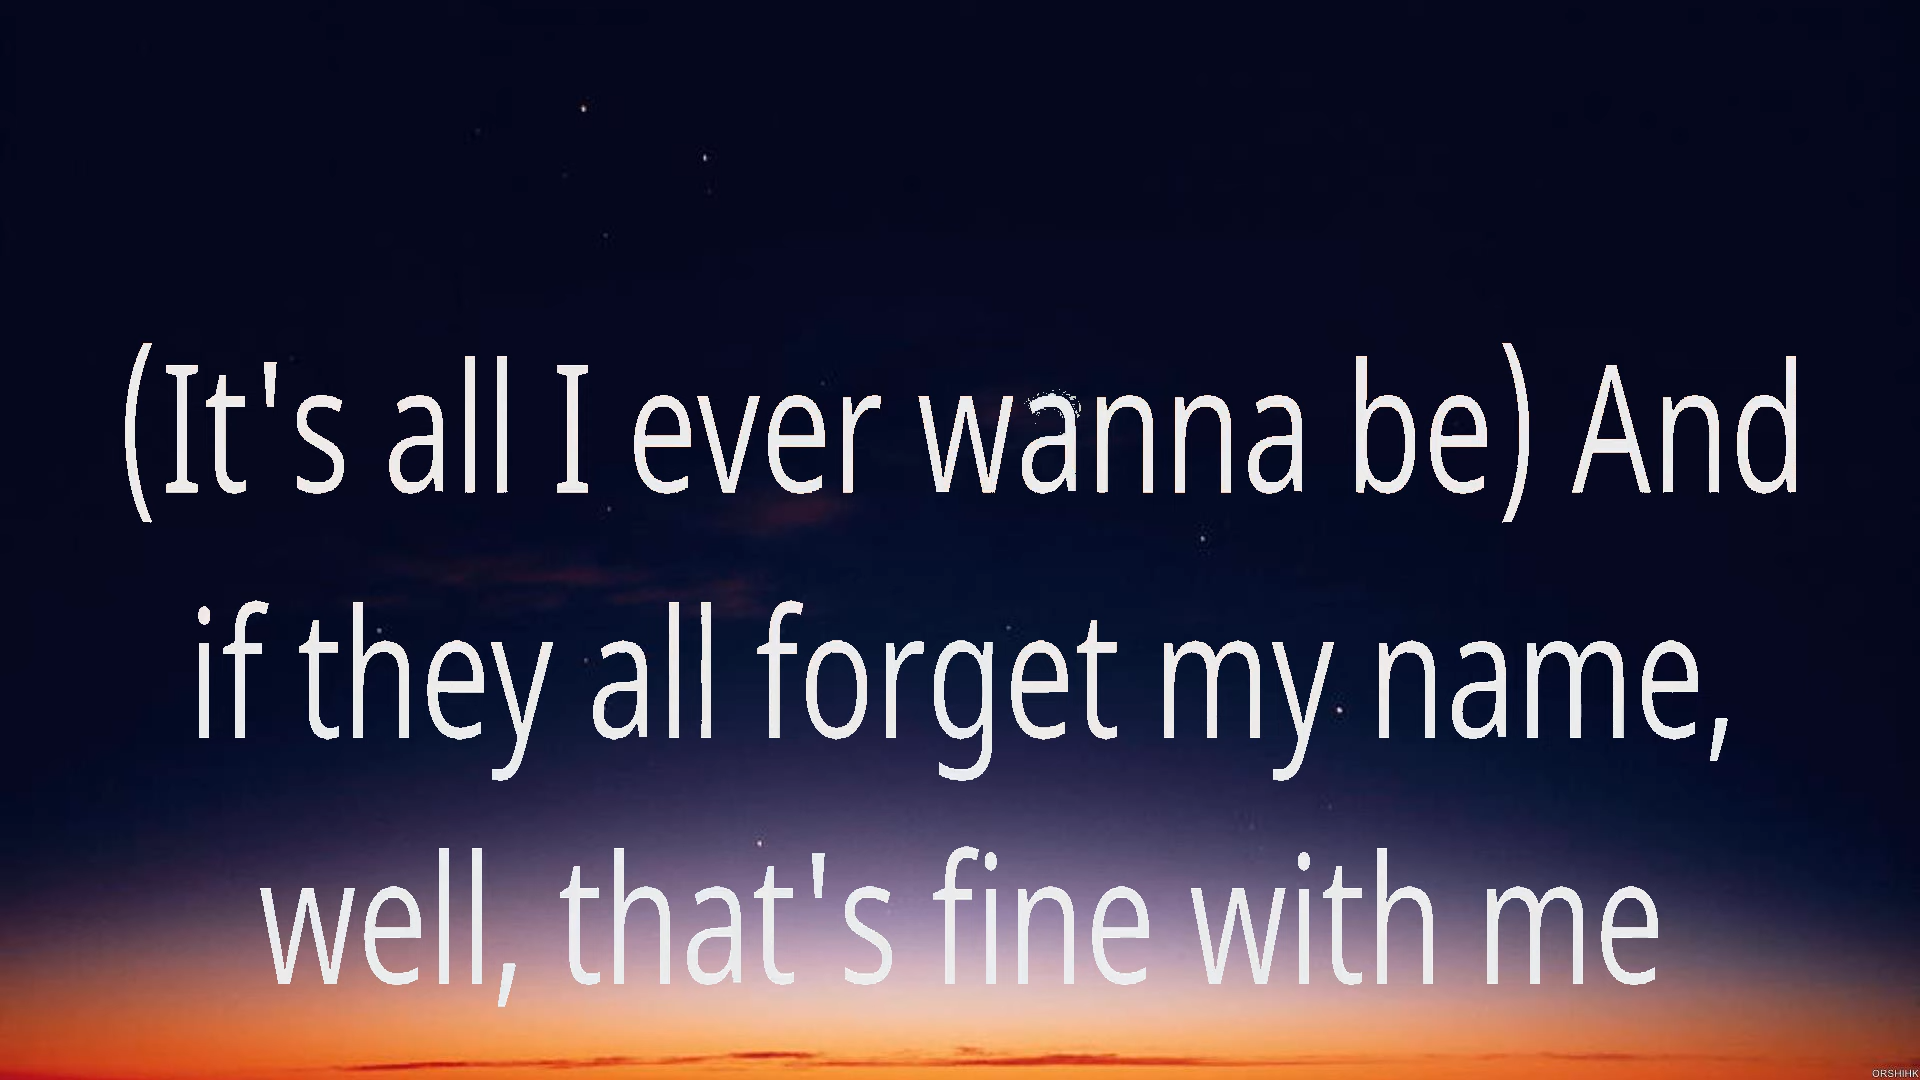 (It's all I ever wanna be) And
if they all forget my name,
well, that's fine with me
ORSHIHK